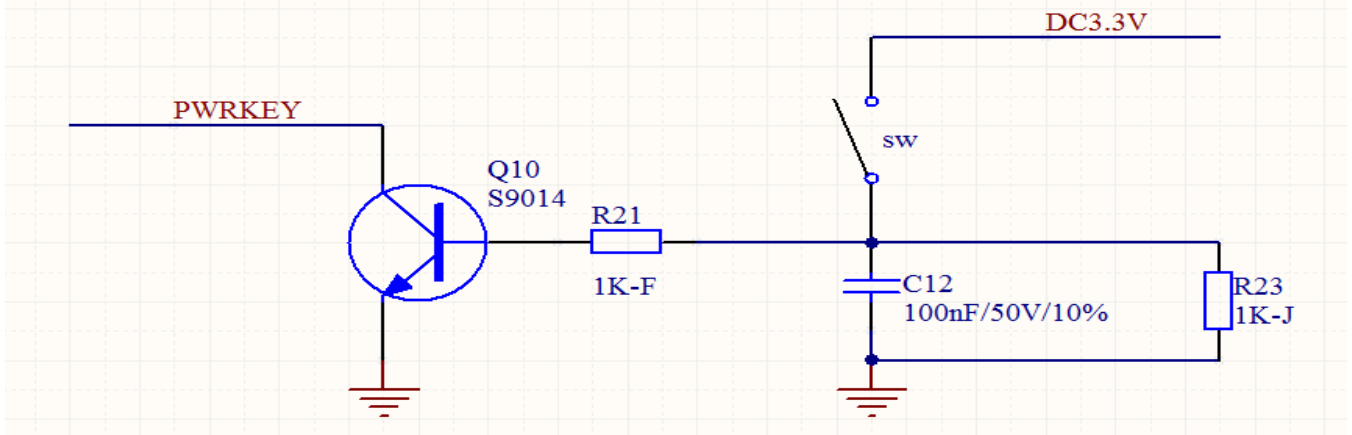 DC3.3V
PWRKEY
sw
Q10
S9014
R21
1K-F
C12
100nF/50V/10%
R23
1K-J